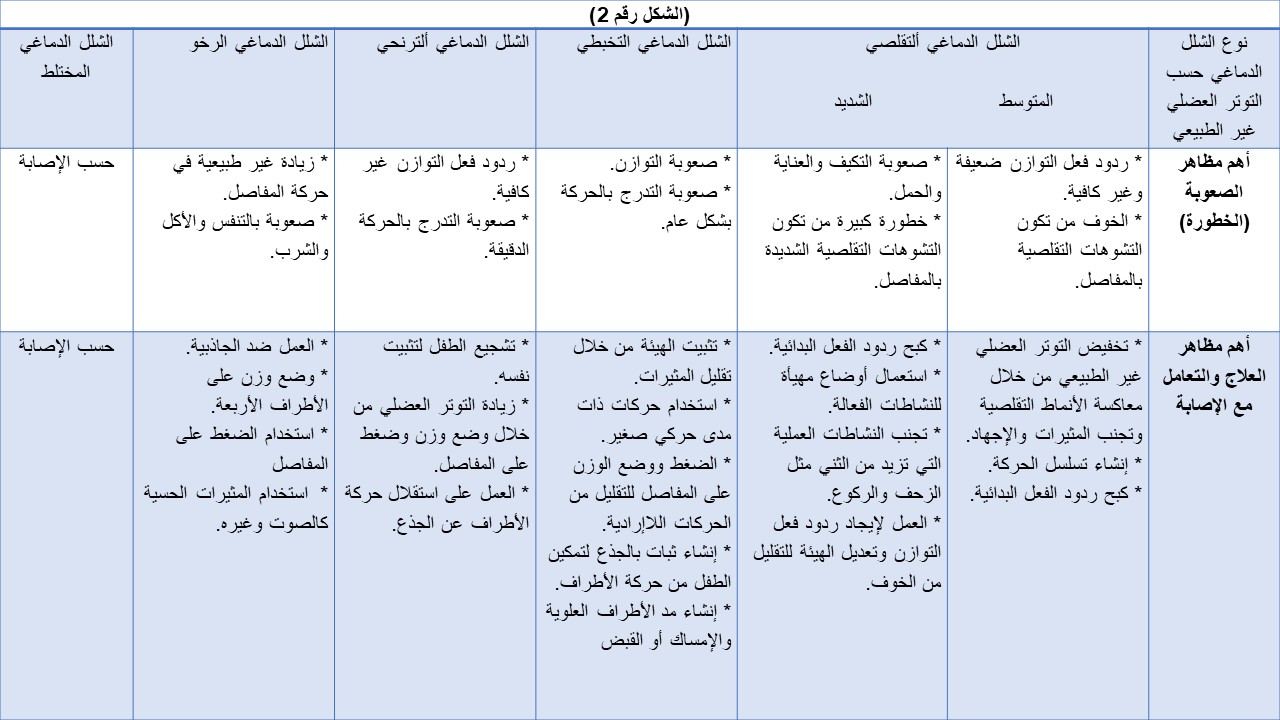 (الشكل رقم 2)
نوع الشلل
الدماغي حسب
التوتر العضلي
غير الطبيعي
الشلل الدماغي ألتقلصي
المتوسط
الشديد
الشلل الدماغي التخبطي
الشلل الدماغي ألترنحي
الشلل الدماغي الرخو
الشلل الدماغي
المختلط
أهم مظاهر
الصعوبة
(الخطورة)
* ردود فعل التوازن ضعيفة
وغير كافية.
* الخوف من تكون
التشوهات التقلصية
بالمفاصل.
* صعوبة التكيف والعناية
والحمل.
* خطورة كبيرة من تكون
التشوهات التقلصية الشديدة
بالمفاصل.
* صعوبة التوازن.
* صعوبة التدرج بالحركة
بشكل عام.
* ردود فعل التوازن غير
كافية.
* صعوبة التدرج بالحركة
الدقيقة.
* زيادة غير طبيعية في
حركة المفاصل.
* صعوبة بالتنفس والأكل
والشرب.
حسب الإصابة
أهم مظاهر
العلاج والتعامل
مع الإصابة
* تخفيض التوتر العضلي
غير الطبيعي من خلال
معاكسة الأنماط التقلصية
وتجنب المثيرات والإجهاد.
* إنشاء تسلسل الحركة.
* كبح ردود الفعل البدائية.
* كبح ردود الفعل البدائية.
* استعمال أوضاع مهيأة
للنشاطات الفعالة.
* تجنب النشاطات العملية
التي تزيد من الثني مثل
الزحف والركوع.
* العمل لإيجاد ردود فعل
التوازن وتعديل الهيئة للتقليل
من الخوف.
* تثبيت الهيئة من خلال
تقليل المثيرات.
* استخدام حركات ذات
مدى حركي صغير.
* الضغط ووضع الوزن
على المفاصل للتقليل من
الحركات اللاإرادية.
* إنشاء ثبات بالجذع لتمكين
الطفل من حركة الأطراف.
* إنشاء مد الأطراف العلوية
والإمساك أو القبض
* تشجيع الطفل لتثبيت
نفسه.
* زيادة التوتر العضلي من
خلال وضع وزن وضغط
على المفاصل.
* العمل على استقلال حركة
الأطراف عن الجذع.
* العمل ضد الجاذبية.
* وضع وزن على
الأطراف الأربعة.
* استخدام الضغط على
المفاصل
* استخدام المثيرات الحسية
كالصوت وغيره.
حسب الإصابة